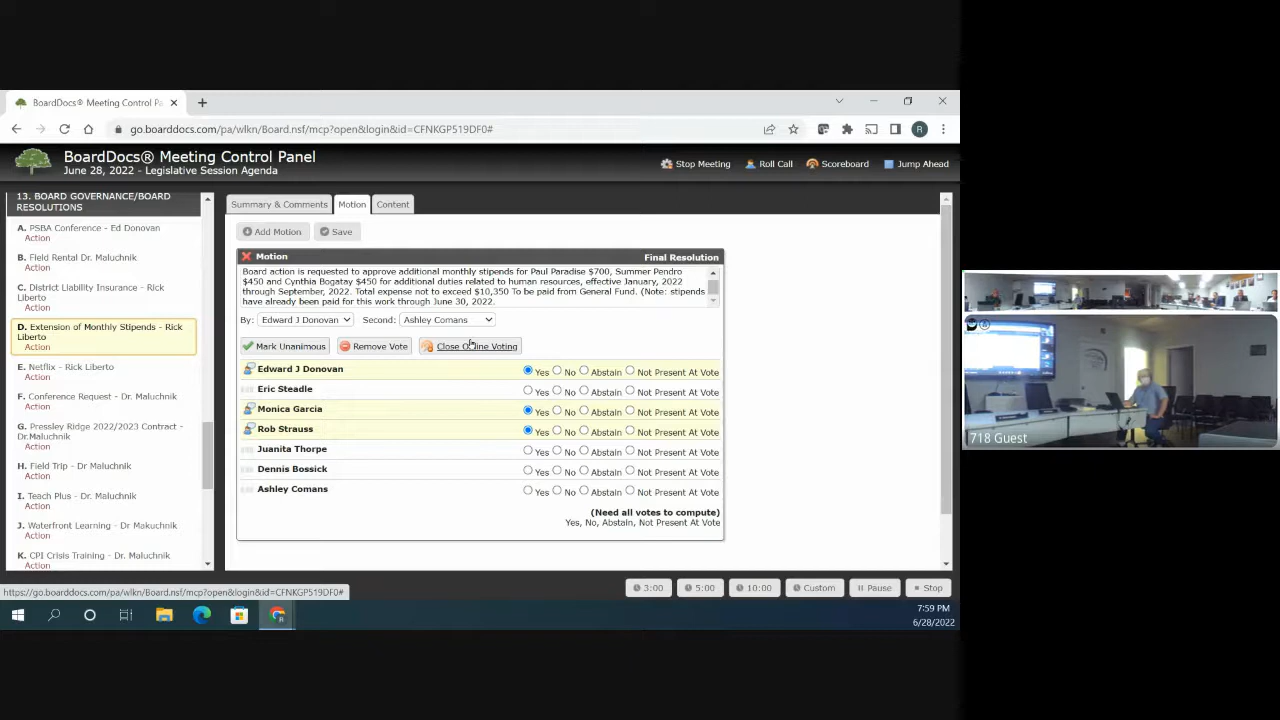 BoardDocs® Meeting Control Pa
go.boarddocs.com/pa/wlkn/Board.nsf/mcp?open&login&id=CFNKGP519DF0#
R
BoardDocs® Meeting Control Panel
June 28, 2022 - Legislative Session Agenda
Stop Meeting
Roll Call
Scoreboard
Jump Ahead
13. BOARD GOVERNANCE/BOARD
RESOLUTIONS
A. PSBA Conference - Ed Donovan
Action
B. Field Rental Dr. Maluchnik
Action
C. District Liability Insurance - Rick
Liberto
Action
D. Extension of Monthly Stipends - Rick
Liberto
Action
E. Netflix - Rick Liberto
Action
F. Conference Request - Dr. Maluchnik
Action
G. Pressley Ridge 2022/2023 Contract -
Dr.Maluchnik
Action
H. Field Trip - Dr Maluchnik
Action
I. Teach Plus - Dr. Maluchnik
Action
J. Waterfront Learning - Dr Makuchnik
Action
K. CPI Crisis Training - Dr. Maluchnik
Action
Summary & Comments
Motion
Content
Add Motion
Save
Motion
Final Resolution
Board action is requested to approve additional monthly stipends for Paul Paradise $700, Summer Pendro
$450 and Cynthia Bogatay $450 for additional duties related to human resources, effective January, 2022
through September, 2022. Total expense not to exceed $10,350 To be paid from General Fund. (Note: stipends
have already been paid for this work through June 30, 2022.
By: Edward J Donovan Second: Ashley Comans
Mark Unanimous
Remove Vote
Close Online Voting
Edward J Donovan Yes No Abstain Not Present At Vote
Eric Steadle Yes No Abstain Not Present At Vote
Monica Garcia Yes No Abstain Not Present At Vote
Rob Strauss Yes No Abstain Not Present At Vote
Juanita Thorpe Yes No Abstain Not Present At Vote
Dennis Bossick Yes No Abstain Not Present At Vote
Ashley Comans Yes No Abstain Not Present At Vote
(Need all votes to compute)
Yes, No, Abstain, Not Present At Vote
https://go.boarddocs.com/pa/wlkn/Board.nsf/mcp?open&login&id=CFNKGP519DF0#
3:00
5:00
10:00
Custom
Pause
Stop
7:59 PM
6/28/2022
718 Guest